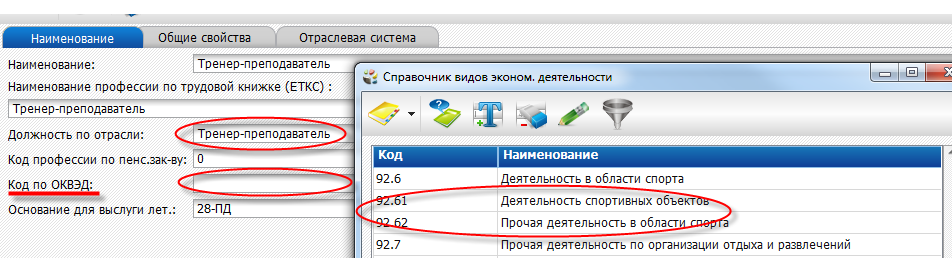 Наименование
Общие свойства
Отраслевая система
Наименование:
Тренер-преподаватель
Наименование профессии по трудовой книжке (ЕТКС) :
Тренер-преподаватель
Должность по отрасли:
Тренер-преподаватель
Код профессии по пенс.зак-ву:
0
Код по ОКВЭД:
Основание для выслуги лет.:
28-ПД
Справочник видов эконом. деятельности
Код
Наименование
92.6
Деятельность в области спорта
92.61
Деятельность спортивных объектов
92.62
Прочая деятельность в области спорта
92.7
Прочая деятельность по организации отдыха и развлечений